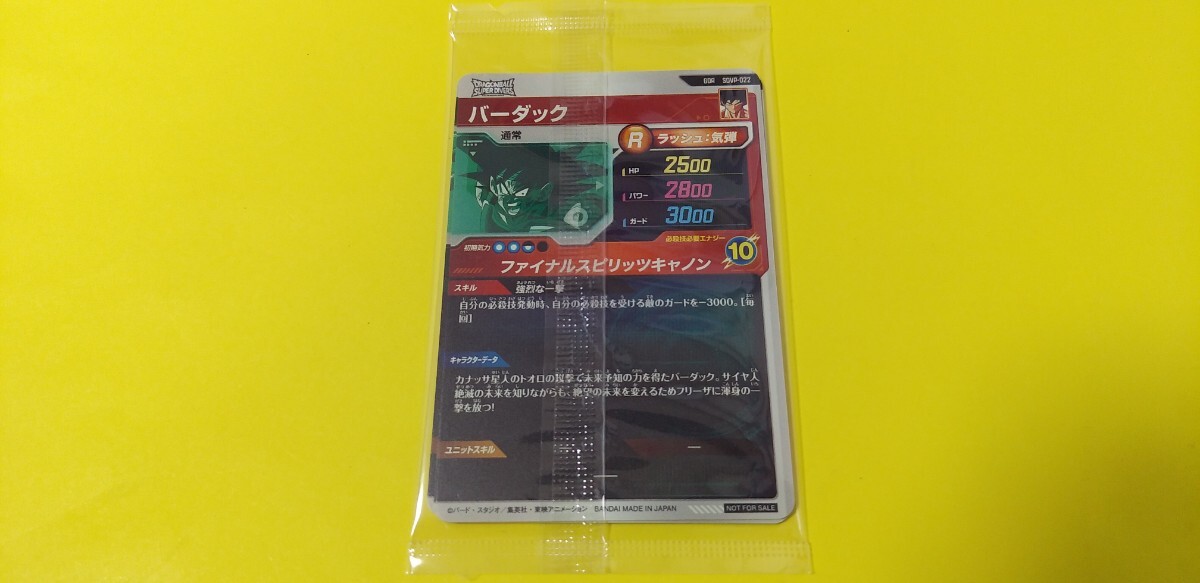 DRAGONBALL
SUPER DIVERS
GDR SDVP-022
バーダック
通常
R ラッシュ:気弾
HP 2500
パワー 2800
ガード 3000
初期気力
必殺技必要エナジー
10
ファイナルスピリッツキャノン
スキル 強烈な一撃
自分の必殺技発動時、自分の必殺技を受ける敵のガードを-3000。[毎
回]
キャラクターデータ
カナッサ星人のトオロの襲撃で未来予知の力を得たバーダック。サイヤ人
絶滅の未来を知りながらも、絶望の未来を変えるためフリーザに渾身の一
撃を放つ!
ユニットスキル
©バード・スタジオ/集英社・東映アニメーション BANDAI MADE IN JAPAN
NOT FOR SALE